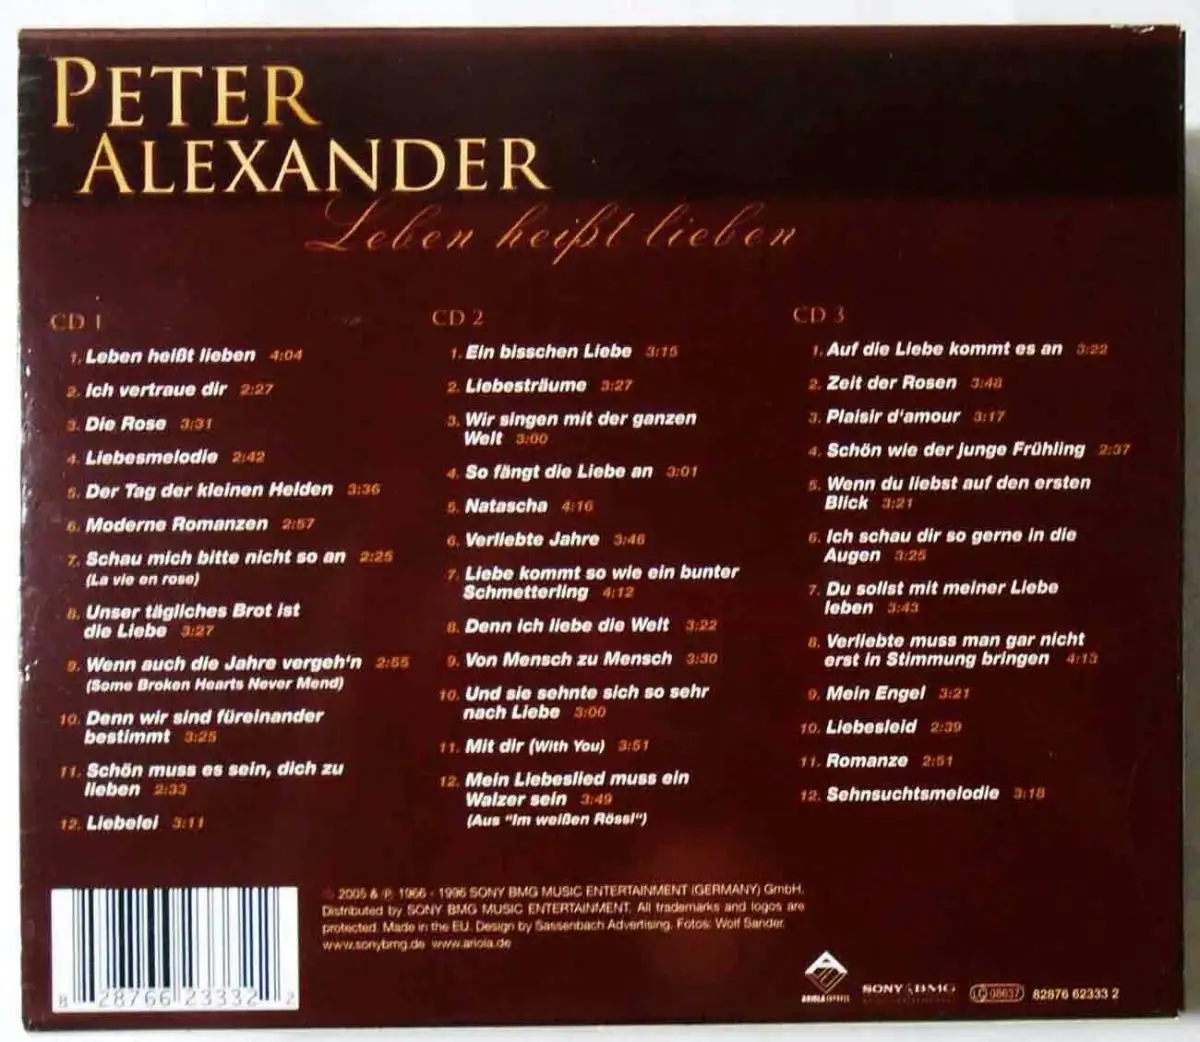 PETER
ALEXANDER
Leben heißt lieben
CD 1
1. Leben heißt lieben 4:04
2. Ich vertraue dir 2:27
3. Die Rose 3:31
4. Liebesmelodie 2:42
5. Der Tag der kleinen Helden 3:36
6. Moderne Romanzen 2:57
7. Schau mich bitte nicht so an 2:25
(La vie en rose)
8. Unser tägliches Brot ist
die Liebe 3:27
9. Wenn auch die Jahre vergeh'n 2:55
(Some Broken Hearts Never Mend)
10. Denn wir sind füreinander
bestimmt 3:25
11. Schön muss es sein, dich zu
lieben 2:33
12. Liebelei 3:11
CD 2
1. Ein bisschen Liebe 3:15
2. Liebesträume 3:27
3. Wir singen mit der ganzen
Welt 3:00
4. So fängt die Liebe an 3:01
5. Natascha 4:16
6. Verliebte Jahre 3:46
7. Liebe kommt so wie ein bunter
Schmetterling 4:12
8. Denn ich liebe die Welt 3:22
9. Von Mensch zu Mensch 3:30
10. Und sie sehnte sich so sehr
nach Liebe 3:00
11. Mit dir (With You) 3:51
12. Mein Liebeslied muss ein
Walzer sein 3:49
(Aus "Im weißen Rössl")
CD 3
1. Auf die Liebe kommt es an 3:22
2. Zeit der Rosen 3:48
3. Plaisir d'amour 3:17
4. Schön wie der junge Frühling 2:37
5. Wenn du liebst auf den ersten
Blick 3:21
6. Ich schau dir so gerne in die
Augen 3:25
7. Du sollst mit meiner Liebe
leben 3:43
8. Verliebte muss man gar nicht
erst in Stimmung bringen 4:13
9. Mein Engel 3:21
10. Liebesleid 2:39
11. Romanze 2:51
12. Sehnsuchtsmelodie 3:18
8 28766 23332 2
© 2005 & ℗ 1966 - 1996 SONY BMG MUSIC ENTERTAINMENT (GERMANY) GmbH.
Distributed by SONY BMG MUSIC ENTERTAINMENT. All trademarks and logos are
protected. Made in the EU. Design by Sassenbach Advertising. Fotos: Wolf Sander.
www.sonybmg.de www.ariola.de
ARIOLA EXPRESS
SONY BMG
LC 08637
82876 62333 2